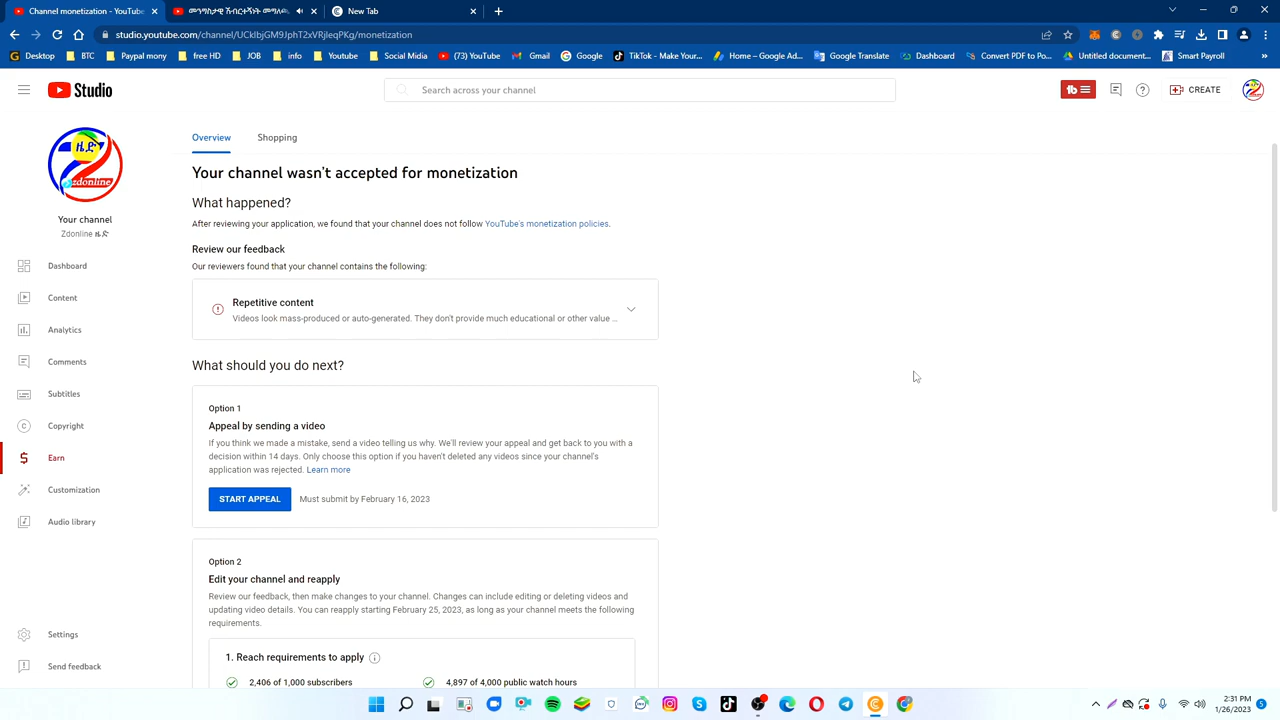 Channel monetization - YouTube
መንግስታዊ ሽብርተኝነት መግለጫ
New Tab
studio.youtube.com/channel/UCkIbjGM9JphT2xVRjleqPKg/monetization
Desktop
BTC
Paypal mony
free HD
JOB
info
Youtube
Social Midia
(73) YouTube
Gmail
Google
TikTok - Make Your...
Home – Google Ad...
Google Translate
Dashboard
Convert PDF to Po...
Untitled document...
Smart Payroll
Studio
Search across your channel
CREATE
ዜድ
zdonline
Your channel
Zdonline ዜድ
Dashboard
Content
Analytics
Comments
Subtitles
Copyright
Earn
Customization
Audio library
Settings
Send feedback
Overview
Shopping
Your channel wasn't accepted for monetization
What happened?
After reviewing your application, we found that your channel does not follow YouTube's monetization policies.
Review our feedback
Our reviewers found that your channel contains the following:
Repetitive content
Videos look mass-produced or auto-generated. They don't provide much educational or other value ...
What should you do next?
Option 1
Appeal by sending a video
If you think we made a mistake, send a video telling us why. We'll review your appeal and get back to you with a
decision within 14 days. Only choose this option if you haven't deleted any videos since your channel's
application was rejected. Learn more
START APPEAL
Must submit by February 16, 2023
Option 2
Edit your channel and reapply
Review our feedback, then make changes to your channel. Changes can include editing or deleting videos and
updating video details. You can reapply starting February 25, 2023, as long as your channel meets the following
requirements.
1. Reach requirements to apply
2,406 of 1,000 subscribers
4,897 of 4,000 public watch hours
2:31 PM
1/26/2023